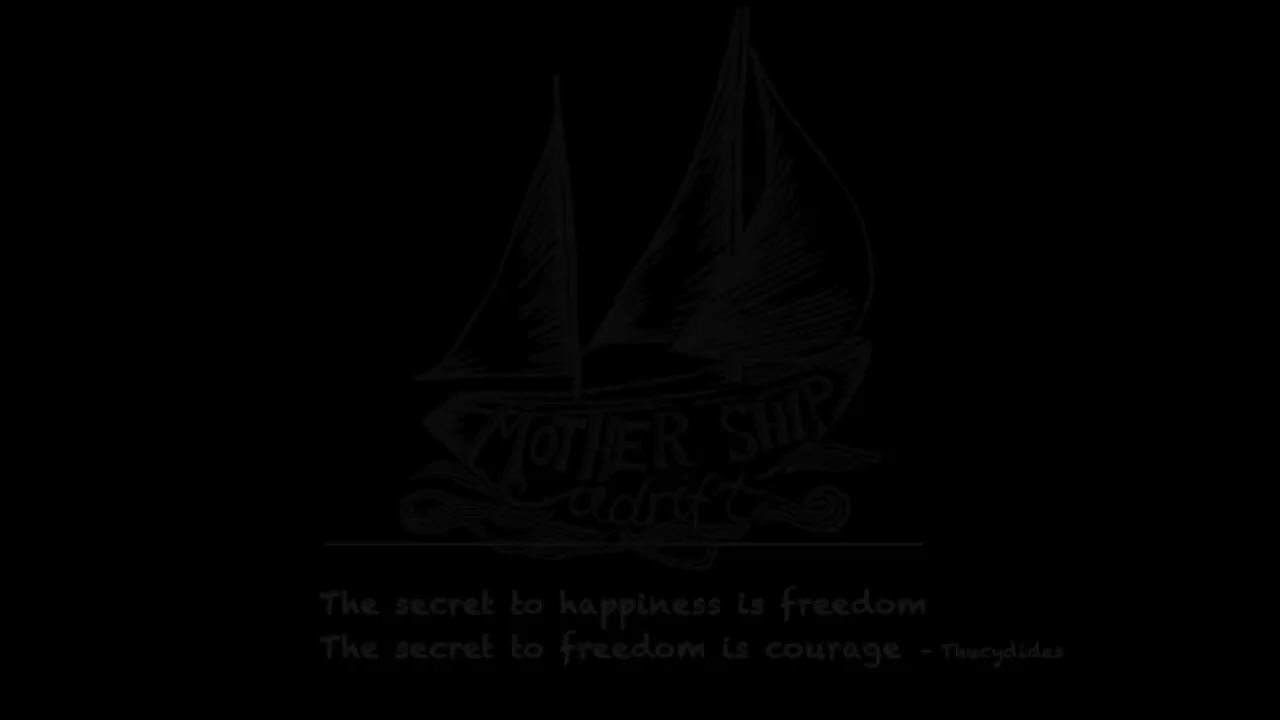 MOTHER SHIP
adrift
The secret to happiness is freedom
The secret to freedom is courage - Thucydides